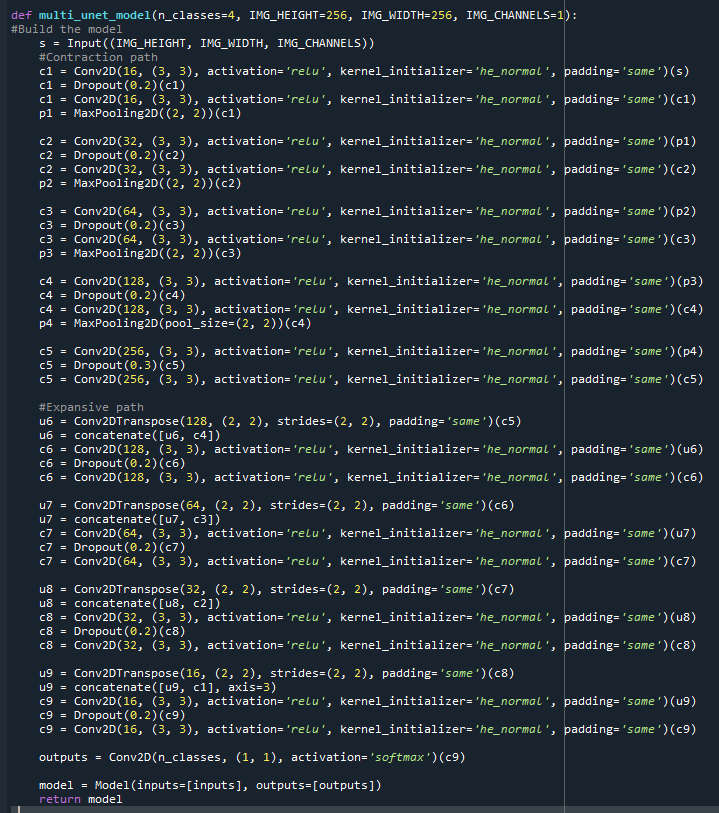 def multi_unet_model(n_classes=4, IMG_HEIGHT=256, IMG_WIDTH=256, IMG_CHANNELS=1):
#Build the model
    s = Input((IMG_HEIGHT, IMG_WIDTH, IMG_CHANNELS))
    #Contraction path
    c1 = Conv2D(16, (3, 3), activation='relu', kernel_initializer='he_normal', padding='same')(s)
    c1 = Dropout(0.2)(c1)
    c1 = Conv2D(16, (3, 3), activation='relu', kernel_initializer='he_normal', padding='same')(c1)
    p1 = MaxPooling2D((2, 2))(c1)

    c2 = Conv2D(32, (3, 3), activation='relu', kernel_initializer='he_normal', padding='same')(p1)
    c2 = Dropout(0.2)(c2)
    c2 = Conv2D(32, (3, 3), activation='relu', kernel_initializer='he_normal', padding='same')(c2)
    p2 = MaxPooling2D((2, 2))(c2)

    c3 = Conv2D(64, (3, 3), activation='relu', kernel_initializer='he_normal', padding='same')(p2)
    c3 = Dropout(0.2)(c3)
    c3 = Conv2D(64, (3, 3), activation='relu', kernel_initializer='he_normal', padding='same')(c3)
    p3 = MaxPooling2D((2, 2))(c3)

    c4 = Conv2D(128, (3, 3), activation='relu', kernel_initializer='he_normal', padding='same')(p3)
    c4 = Dropout(0.2)(c4)
    c4 = Conv2D(128, (3, 3), activation='relu', kernel_initializer='he_normal', padding='same')(c4)
    p4 = MaxPooling2D(pool_size=(2, 2))(c4)

    c5 = Conv2D(256, (3, 3), activation='relu', kernel_initializer='he_normal', padding='same')(p4)
    c5 = Dropout(0.3)(c5)
    c5 = Conv2D(256, (3, 3), activation='relu', kernel_initializer='he_normal', padding='same')(c5)

    #Expansive path
    u6 = Conv2DTranspose(128, (2, 2), strides=(2, 2), padding='same')(c5)
    u6 = concatenate([u6, c4])
    c6 = Conv2D(128, (3, 3), activation='relu', kernel_initializer='he_normal', padding='same')(u6)
    c6 = Dropout(0.2)(c6)
    c6 = Conv2D(128, (3, 3), activation='relu', kernel_initializer='he_normal', padding='same')(c6)

    u7 = Conv2DTranspose(64, (2, 2), strides=(2, 2), padding='same')(c6)
    u7 = concatenate([u7, c3])
    c7 = Conv2D(64, (3, 3), activation='relu', kernel_initializer='he_normal', padding='same')(u7)
    c7 = Dropout(0.2)(c7)
    c7 = Conv2D(64, (3, 3), activation='relu', kernel_initializer='he_normal', padding='same')(c7)

    u8 = Conv2DTranspose(32, (2, 2), strides=(2, 2), padding='same')(c7)
    u8 = concatenate([u8, c2])
    c8 = Conv2D(32, (3, 3), activation='relu', kernel_initializer='he_normal', padding='same')(u8)
    c8 = Dropout(0.2)(c8)
    c8 = Conv2D(32, (3, 3), activation='relu', kernel_initializer='he_normal', padding='same')(c8)

    u9 = Conv2DTranspose(16, (2, 2), strides=(2, 2), padding='same')(c8)
    u9 = concatenate([u9, c1], axis=3)
    c9 = Conv2D(16, (3, 3), activation='relu', kernel_initializer='he_normal', padding='same')(u9)
    c9 = Dropout(0.2)(c9)
    c9 = Conv2D(16, (3, 3), activation='relu', kernel_initializer='he_normal', padding='same')(c9)

    outputs = Conv2D(n_classes, (1, 1), activation='softmax')(c9)

    model = Model(inputs=[inputs], outputs=[outputs])
    return model